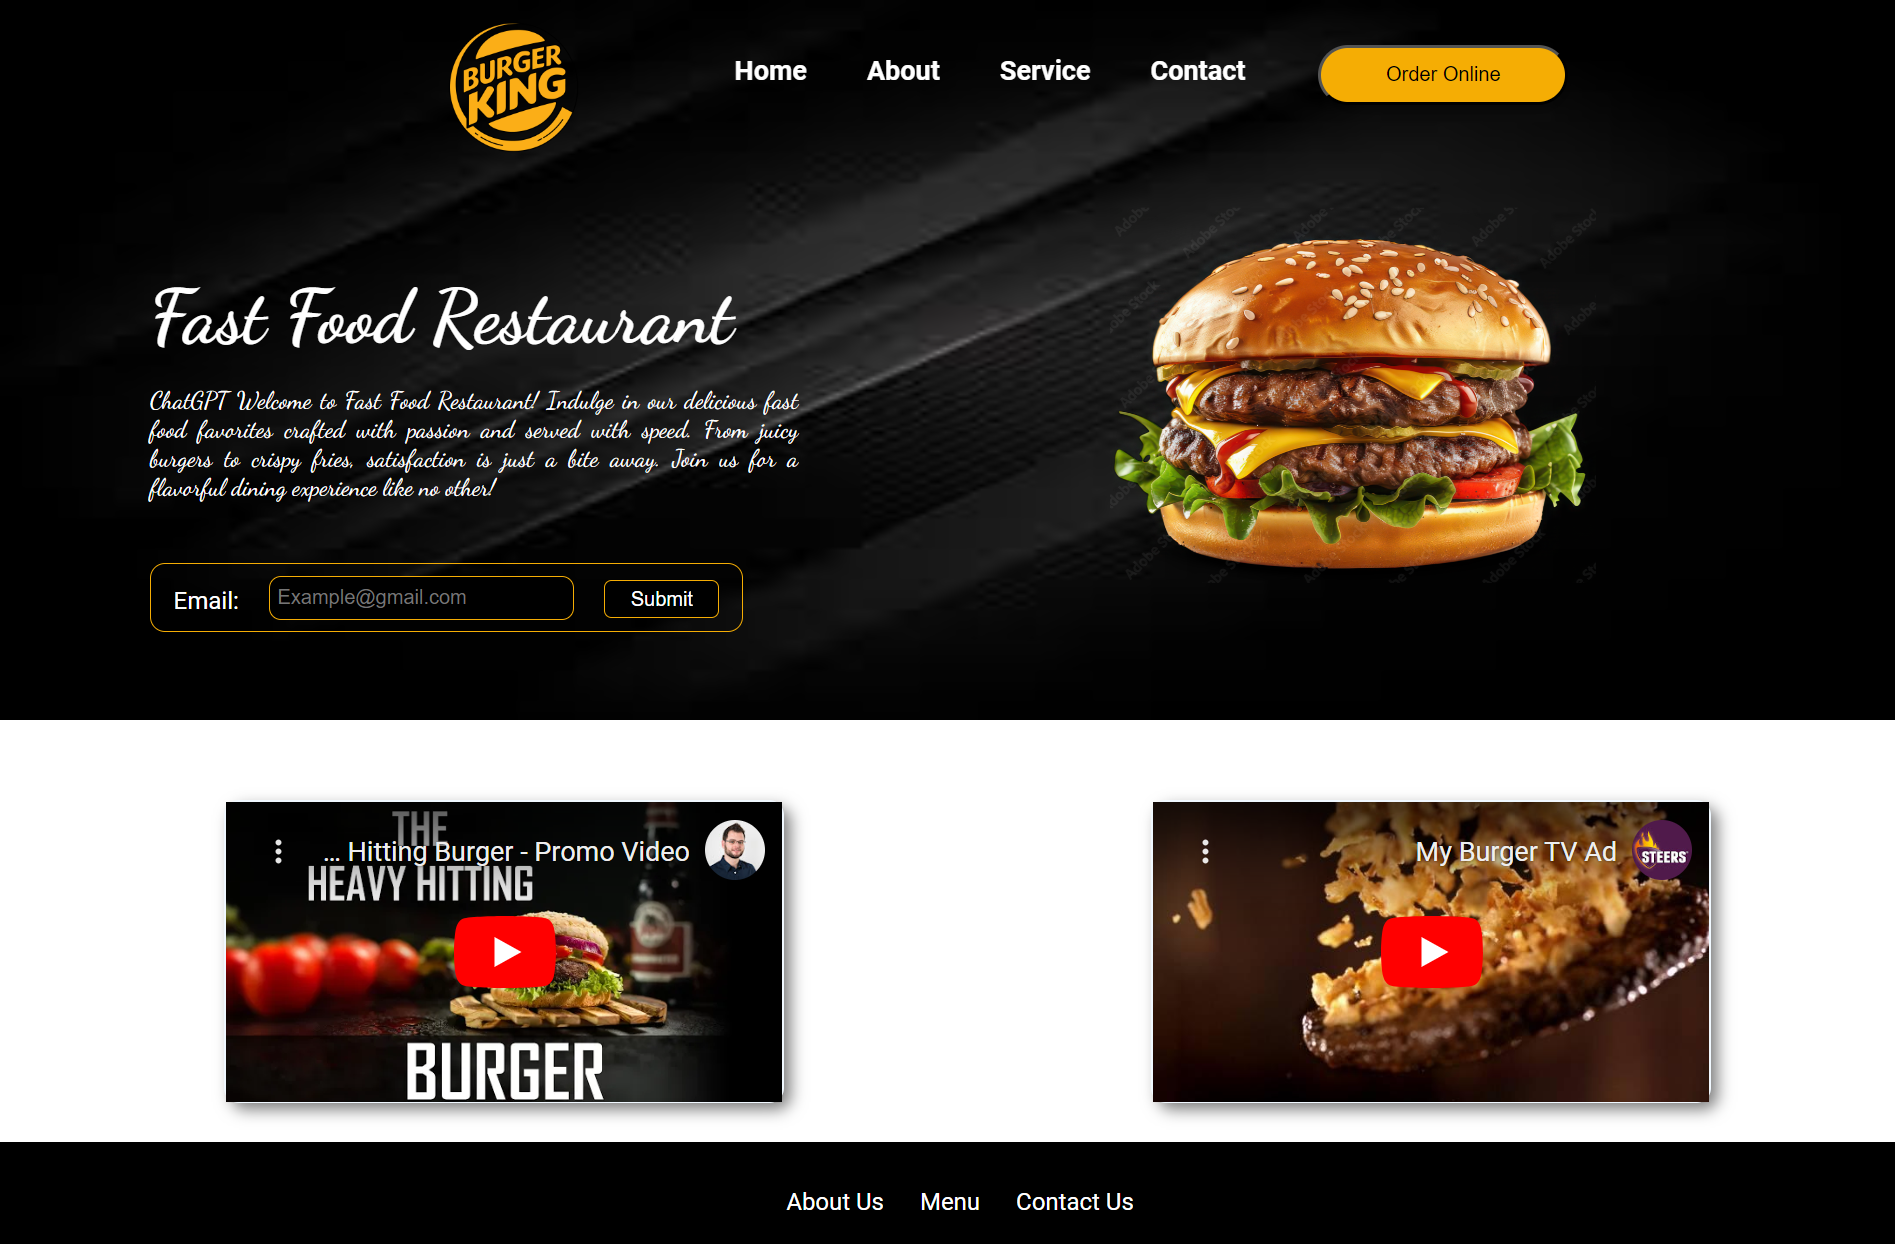 BURGER
KING
Home
About
Service
Contact
Order Online
Fast Food Restaurant
ChatGPT Welcome to Fast Food Restaurant! Indulge in our delicious fast
food favorites crafted with passion and served with speed. From juicy
burgers to crispy fries, satisfaction is just a bite away. Join us for a
flavorful dining experience like no other!
Email:
Example@gmail.com
Submit
Adobe Stock
THE
... Hitting Burger - Promo Video
HEAVY HITTING
BURGER
My Burger TV Ad
STEERS
About Us
Menu
Contact Us